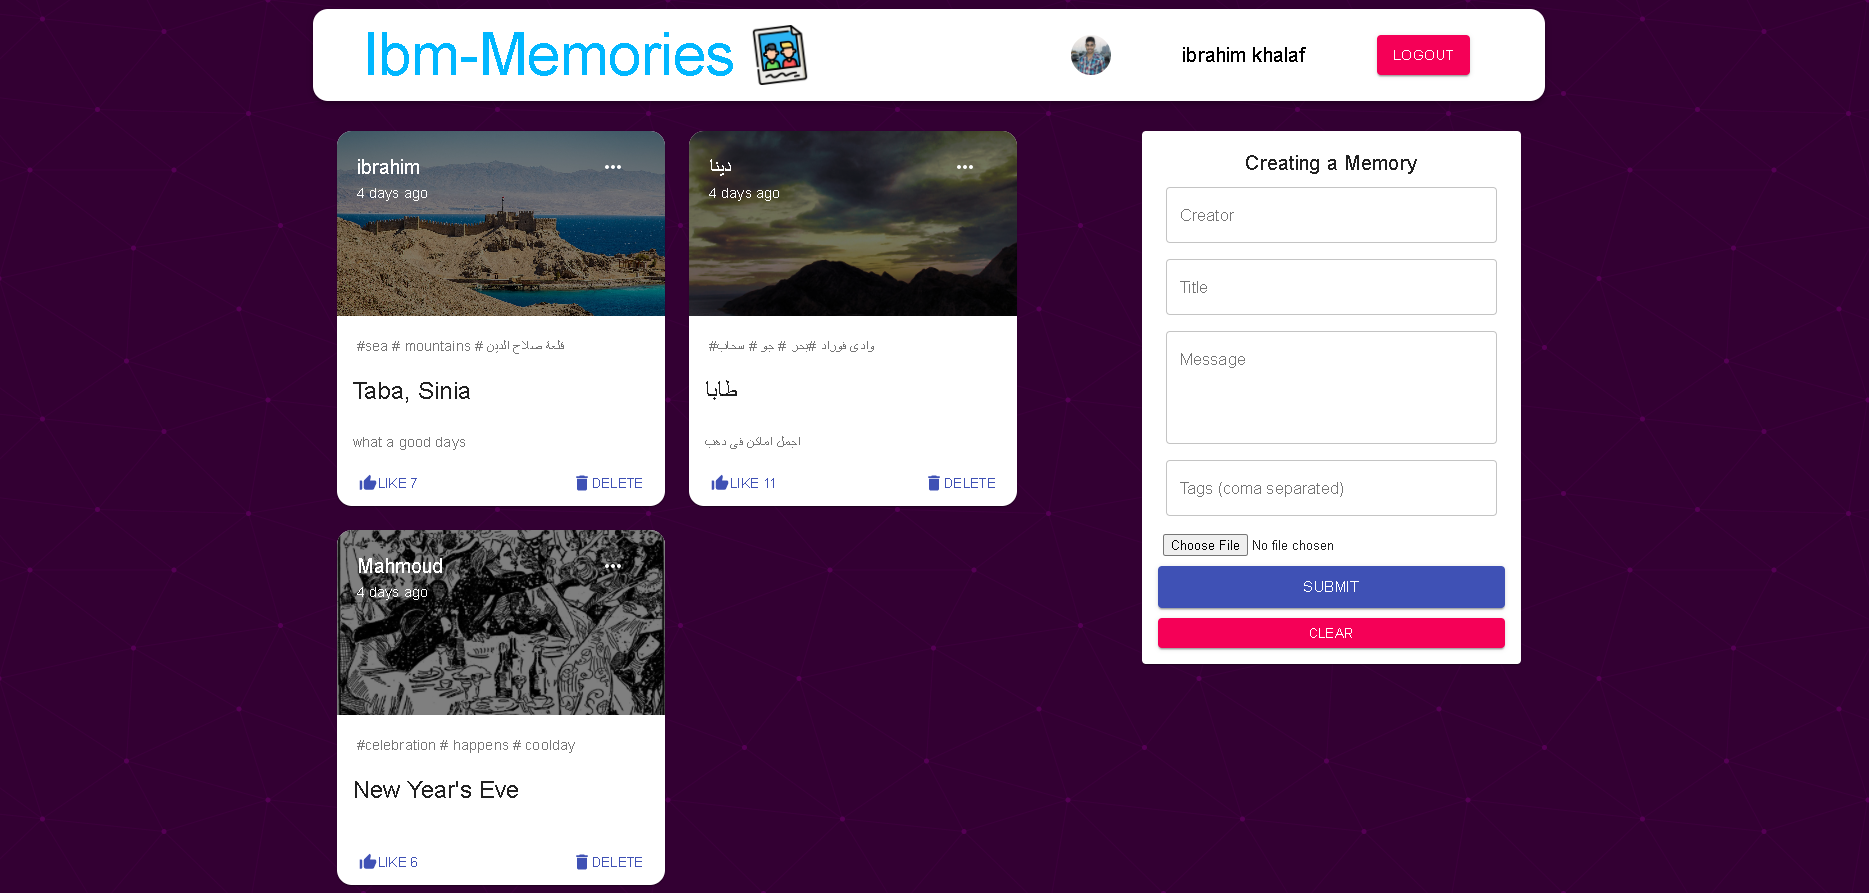 Ibm-Memories
ibrahim khalaf
LOGOUT
ibrahim
4 days ago
#sea # mountains # قلعة صلاح الدين
Taba, Sinia
what a good days
LIKE 7
DELETE
دينا
4 days ago
#سحاب # جو # بحر# وادى فوراد
طابا
اجمل اماكن فى دهب
LIKE 11
DELETE
Mahmoud
4 days ago
#celebration # happens # coolday
New Year's Eve
LIKE 6
DELETE
Creating a Memory
Creator
Title
Message
Tags (coma separated)
Choose File No file chosen
SUBMIT
CLEAR